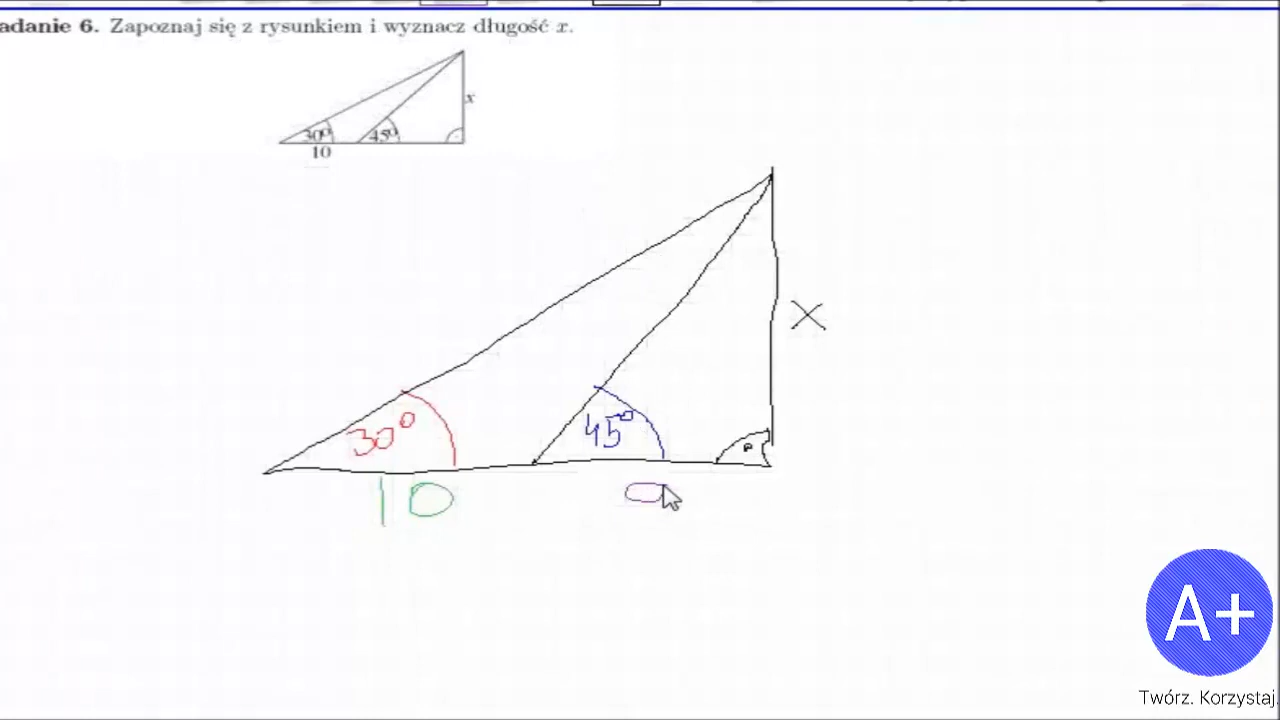 adanie 6. Zapoznaj się z rysunkiem i wyznacz długość x.
x
30°
45°
10
x
30°
45°
10
a
A+
Twórz. Korzystaj.